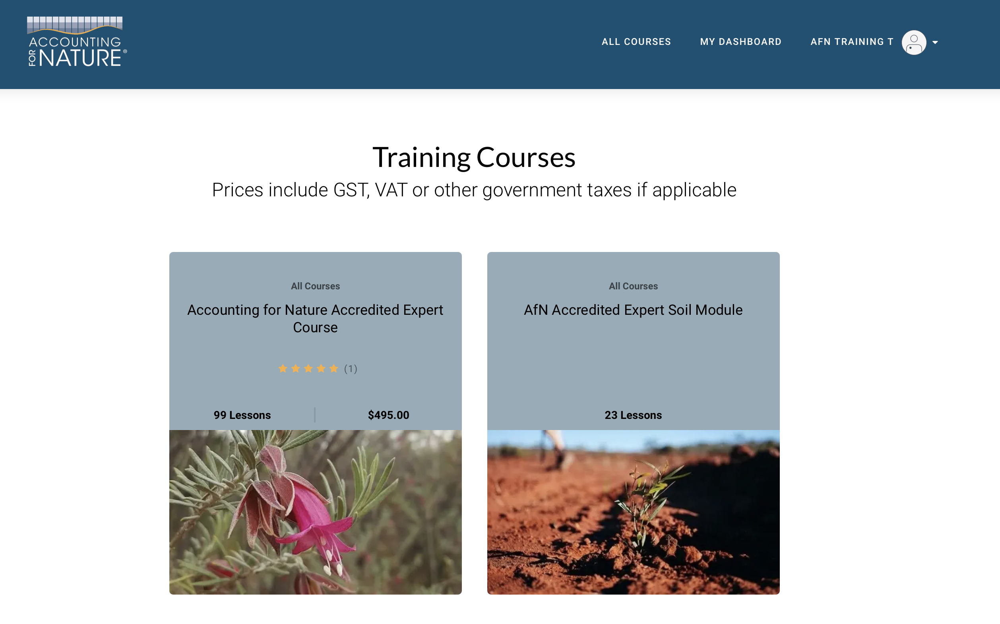 ACCOUNTING
FOR NATURE®
ALL COURSES
MY DASHBOARD
AFN TRAINING T
Training Courses
Prices include GST, VAT or other government taxes if applicable
All Courses
Accounting for Nature Accredited Expert
Course
(1)
99 Lessons
$495.00
All Courses
AfN Accredited Expert Soil Module
23 Lessons